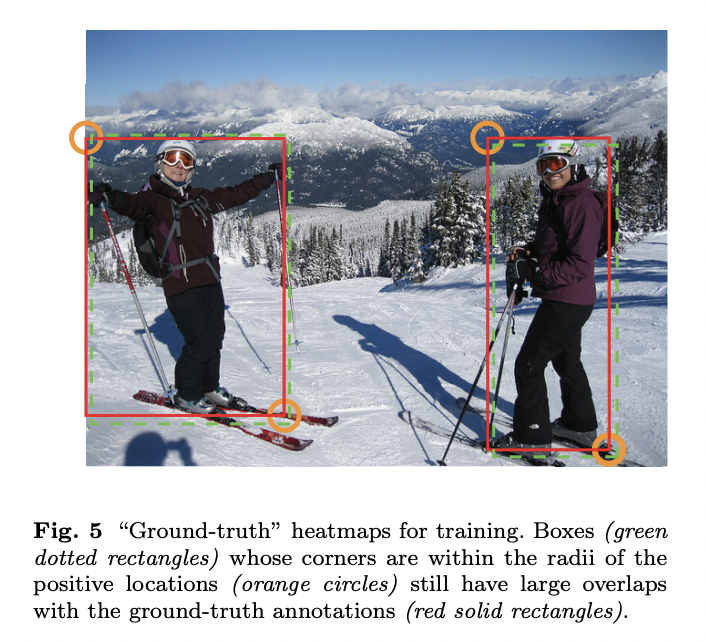 Fig. 5 “Ground-truth” heatmaps for training. Boxes (green
dotted rectangles) whose corners are within the radii of the
positive locations (orange circles) still have large overlaps
with the ground-truth annotations (red solid rectangles).